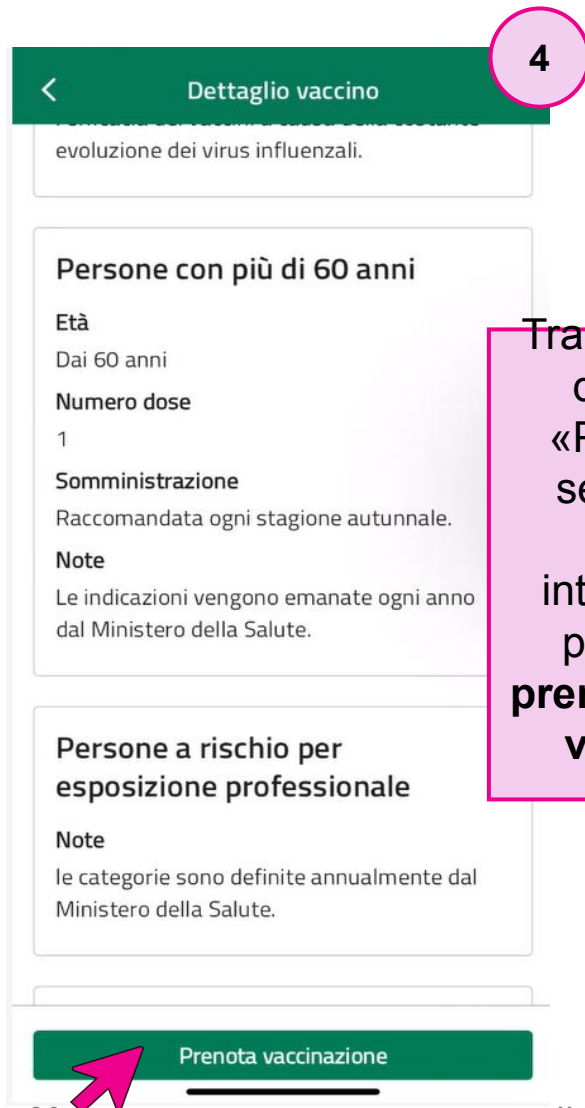 4
Dettaglio vaccino
evoluzione dei virus influenzali.
Persone con più di 60 anni
Età
Dai 60 anni
Numero dose
1
Somministrazione
Raccomandata ogni stagione autunnale.
Note
Le indicazioni vengono emanate ogni anno
dal Ministero della Salute.
Persone a rischio per
esposizione professionale
Note
le categorie sono definite annualmente dal
Ministero della Salute.
Prenota vaccinazione